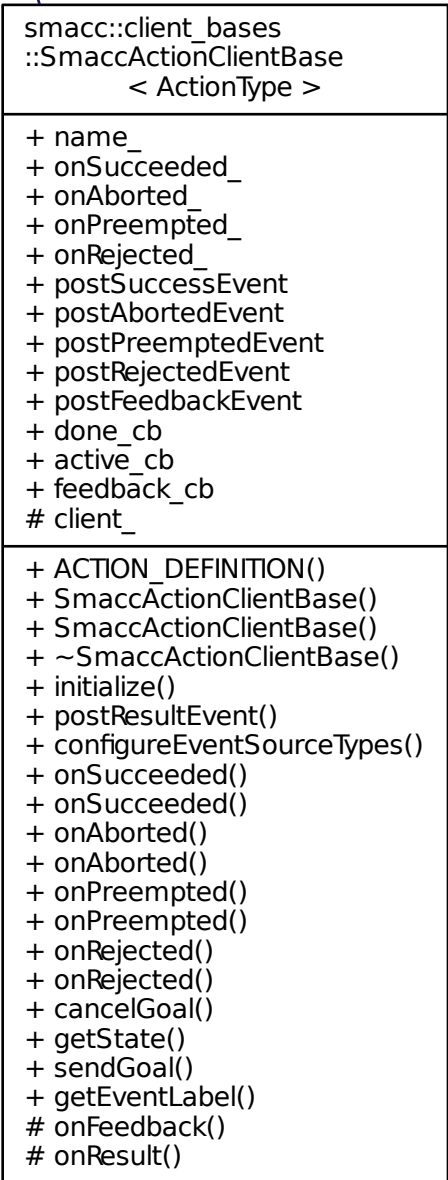 smacc::client_bases
::SmaccActionClientBase
< ActionType >
+ name_
+ onSucceeded_
+ onAborted_
+ onPreempted_
+ onRejected_
+ postSuccessEvent
+ postAbortedEvent
+ postPreemptedEvent
+ postRejectedEvent
+ postFeedbackEvent
+ done_cb
+ active_cb
+ feedback_cb
# client_
+ ACTION_DEFINITION()
+ SmaccActionClientBase()
+ SmaccActionClientBase()
+ ~SmaccActionClientBase()
+ initialize()
+ postResultEvent()
+ configureEventSourceTypes()
+ onSucceeded()
+ onSucceeded()
+ onAborted()
+ onAborted()
+ onPreempted()
+ onPreempted()
+ onRejected()
+ onRejected()
+ cancelGoal()
+ getState()
+ sendGoal()
+ getEventLabel()
# onFeedback()
# onResult()